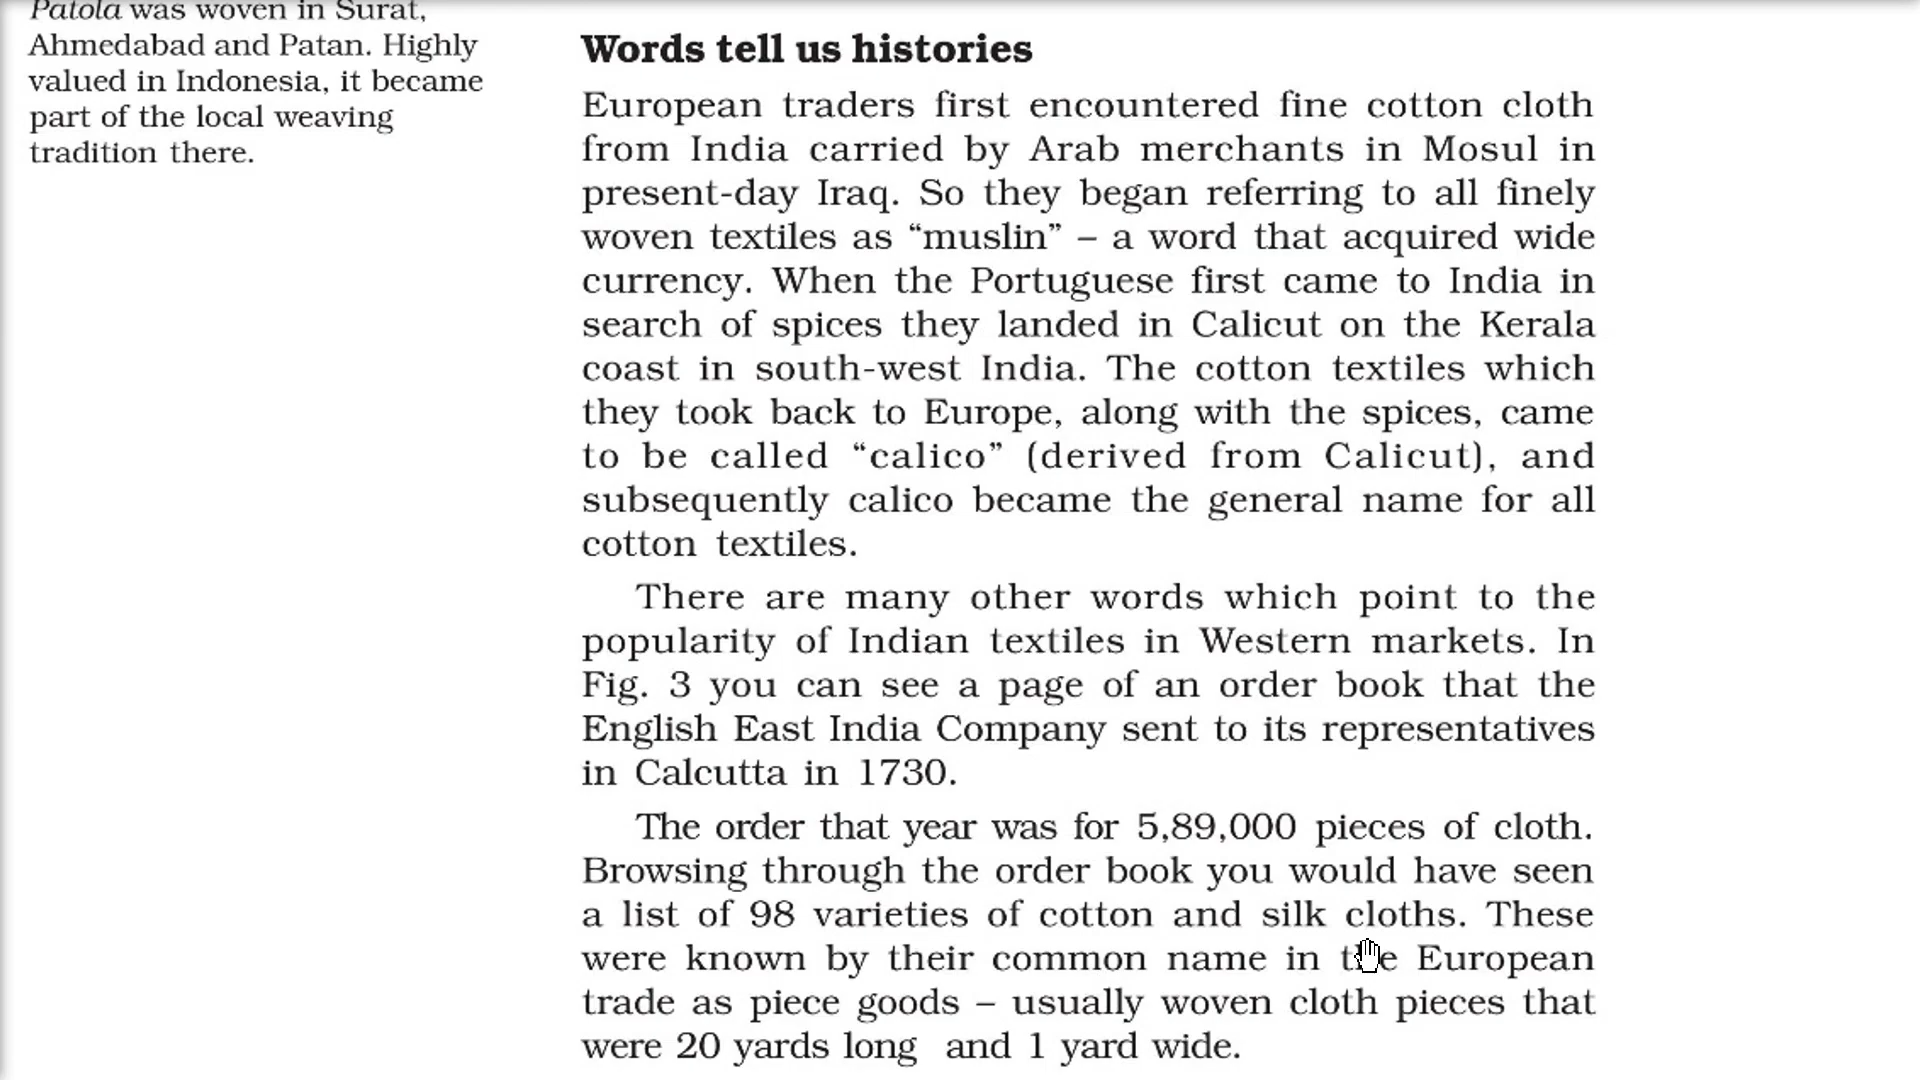 Patola was woven in Surat,
Ahmedabad and Patan. Highly
valued in Indonesia, it became
part of the local weaving
tradition there.
Words tell us histories
European traders first encountered fine cotton cloth
from India carried by Arab merchants in Mosul in
present-day Iraq. So they began referring to all finely
woven textiles as “muslin” – a word that acquired wide
currency. When the Portuguese first came to India in
search of spices they landed in Calicut on the Kerala
coast in south-west India. The cotton textiles which
they took back to Europe, along with the spices, came
to be called “calico” (derived from Calicut), and
subsequently calico became the general name for all
cotton textiles.
There are many other words which point to the
popularity of Indian textiles in Western markets. In
Fig. 3 you can see a page of an order book that the
English East India Company sent to its representatives
in Calcutta in 1730.
The order that year was for 5,89,000 pieces of cloth.
Browsing through the order book you would have seen
a list of 98 varieties of cotton and silk cloths. These
were known by their common name in the European
trade as piece goods – usually woven cloth pieces that
were 20 yards long and 1 yard wide.